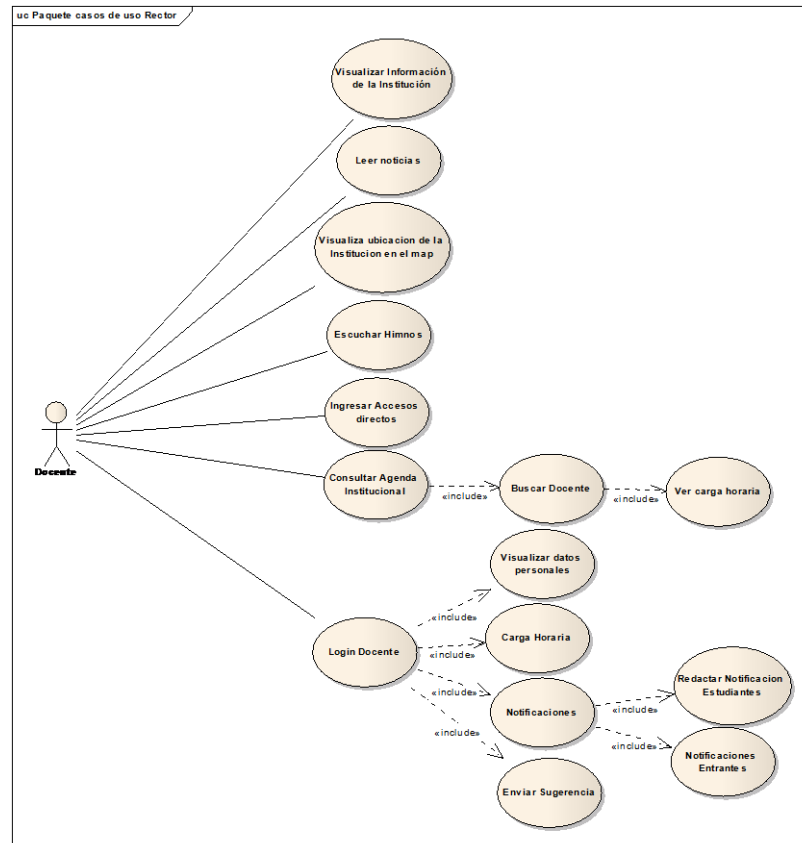 uc Paquete casos de uso Rector
Visualizar Información
de la Institución
Leer noticias
Visualiza ubicacion de la
Institucion en el map
Escuchar Himnos
Ingresar Accesos
directos
Docente
Consultar Agenda
Institucional
«include»
Buscar Docente
«include»
Ver carga horaria
Visualizar datos
personales
«include»
Login Docente
Carga Horaria
«include»
«include»
Notificaciones
Redactar Notificacion
Estudiantes
«include»
«include»
Notificaciones
Entrantes
«include»
Enviar Sugerencia